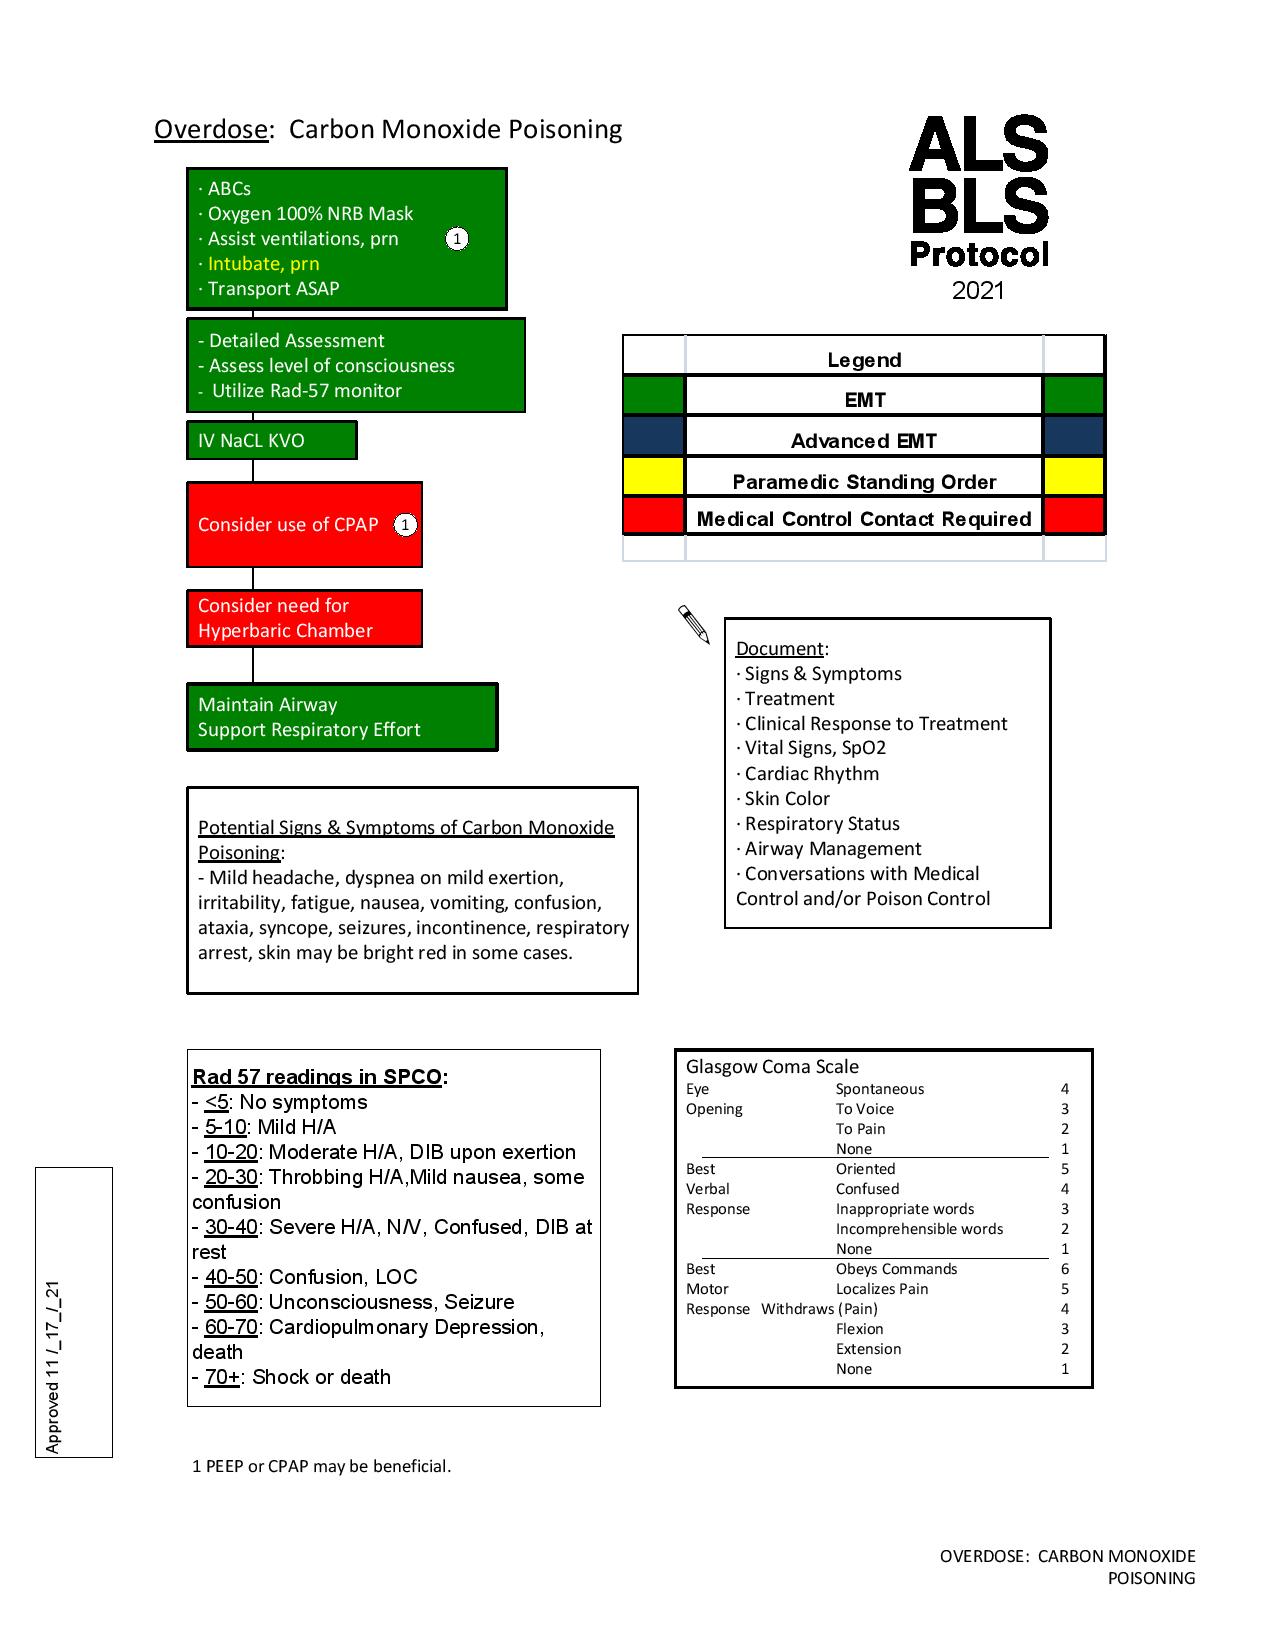 Overdose:  Carbon Monoxide Poisoning
ALS
BLS
Protocol
2021
· ABCs
· Oxygen 100% NRB Mask
· Assist ventilations, prn
1
· Intubate, prn
· Transport ASAP
- Detailed Assessment
- Assess level of consciousness
-  Utilize Rad-57 monitor
IV NaCL KVO
Consider use of CPAP
1
Consider need for
Hyperbaric Chamber
Maintain Airway
Support Respiratory Effort
Legend
EMT
Advanced EMT
Paramedic Standing Order
Medical Control Contact Required
Document:
· Signs & Symptoms
· Treatment
· Clinical Response to Treatment
· Vital Signs, SpO2
· Cardiac Rhythm
· Skin Color
· Respiratory Status
· Airway Management
· Conversations with Medical
Control and/or Poison Control
Potential Signs & Symptoms of Carbon Monoxide
Poisoning:
- Mild headache, dyspnea on mild exertion,
irritability, fatigue, nausea, vomiting, confusion,
ataxia, syncope, seizures, incontinence, respiratory
arrest, skin may be bright red in some cases.
Rad 57 readings in SPCO:
- <5: No symptoms
- 5-10: Mild H/A
- 10-20: Moderate H/A, DIB upon exertion
- 20-30: Throbbing H/A,Mild nausea, some
confusion
- 30-40: Severe H/A, N/V, Confused, DIB at
rest
- 40-50: Confusion, LOC
- 50-60: Unconsciousness, Seizure
- 60-70: Cardiopulmonary Depression,
death
- 70+: Shock or death
Glasgow Coma Scale
Eye Spontaneous 4
Opening To Voice 3
To Pain 2
None 1
Best Oriented 5
Verbal Confused 4
Response Inappropriate words 3
Incomprehensible words 2
None 1
Best Obeys Commands 6
Motor Localizes Pain 5
Response Withdraws (Pain) 4
Flexion 3
Extension 2
None 1
Approved 11 /_17_/_21
1 PEEP or CPAP may be beneficial.
OVERDOSE:  CARBON MONOXIDE
POISONING